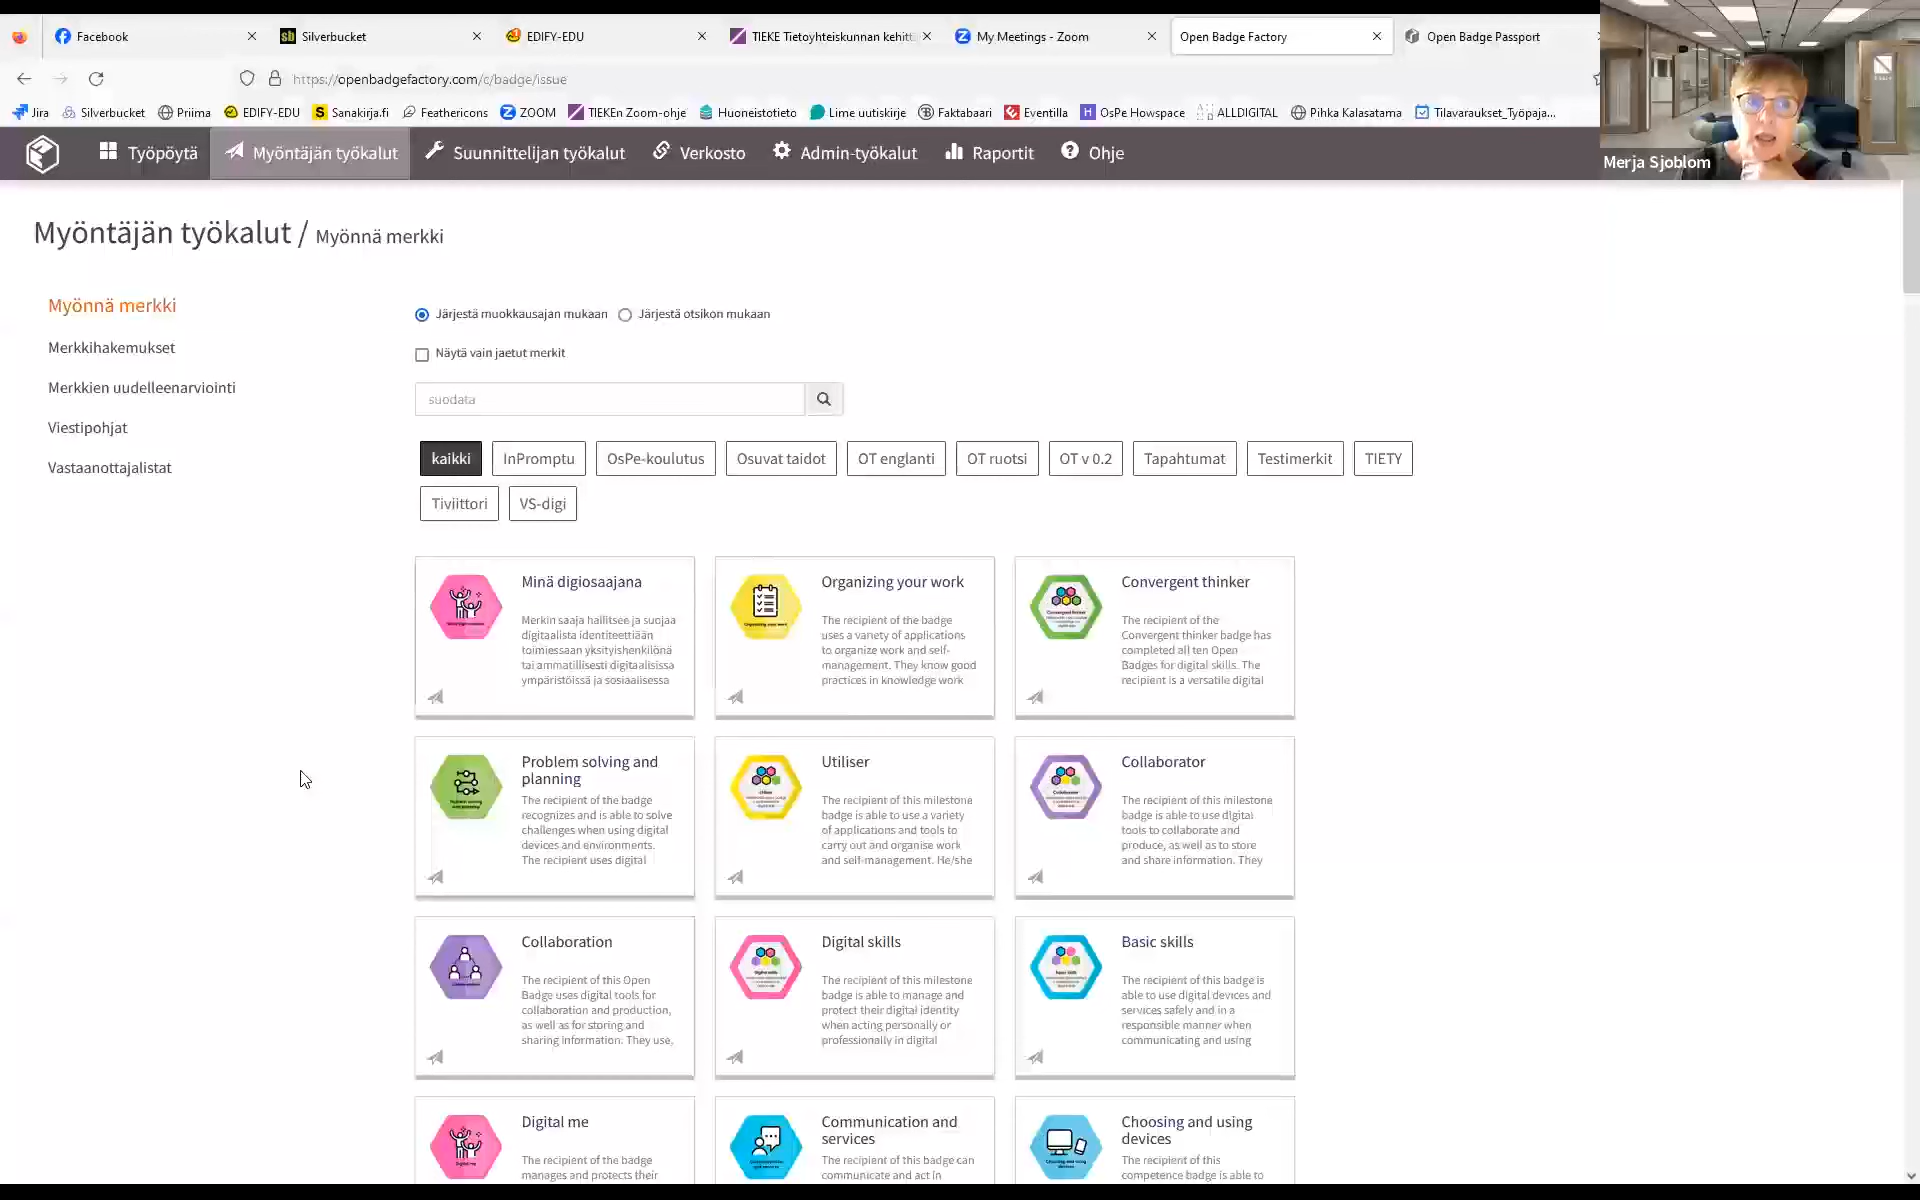 Facebook
Silverbucket
EDIFY-EDU
TIEKE Tietoyhteiskunnan kehitt
My Meetings - Zoom
Open Badge Factory
Open Badge Passport
https://openbadgefactory.com/c/badge/issue
Jira
Silverbucket
Priima
EDIFY-EDU
Sanakirja.fi
Feathericons
ZOOM
TIEKEn Zoom-ohje
Huoneistotieto
Lime uutiskirje
Faktabaari
Eventilla
OsPe Howspace
ALLDIGITAL
Pihka Kalasatama
Tilavaraukset_Työpaja...
Merja Sjoblom
Työpöytä
Myöntäjän työkalut
Suunnittelijan työkalut
Verkosto
Admin-työkalut
Raportit
Ohje
Myöntäjän työkalut / Myönnä merkki
Myönnä merkki
Merkkihakemukset
Merkkien uudelleenarviointi
Viestipohjat
Vastaanottajalistat
Järjestä muokkausajan mukaan
Järjestä otsikon mukaan
Näytä vain jaetut merkit
suodata
kaikki
InPromptu
OsPe-koulutus
Osuvat taidot
OT englanti
OT ruotsi
OT v 0.2
Tapahtumat
Testimerkit
TIETY
Tiviittori
VS-digi
Minä digiosaajana
Merkin saaja hallitsee ja suojaa
digitaalista identiteettiään
toimiessaan yksityishenkilönä
tai ammatillisesti digitaalisissa
ympäristöissä ja sosiaalisessa
Organizing your work
The recipient of the badge
uses a variety of applications
to organize work and self-
management. They know good
practices in knowledge work
Convergent thinker
The recipient of the
Convergent thinker badge has
completed all ten Open
Badges for digital skills. The
recipient is a versatile digital
Problem solving and
planning
The recipient of the badge
recognizes and is able to solve
challenges when using digital
devices and environments.
The recipient uses digital
Utiliser
The recipient of this milestone
badge is able to use a variety
of applications and tools to
carry out and organise work
and self-management. He/she
Collaborator
The recipient of this milestone
badge is able to use digital
tools to collaborate and
produce, as well as to store
and share information. They
Collaboration
The recipient of this Open
Badge uses digital tools for
collaboration and production,
as well as for storing and
sharing information. They use,
Digital skills
The recipient of this milestone
badge is able to manage and
protect their digital identity
when acting personally or
professionally in digital
Basic skills
The recipient of this badge is
able to use digital devices and
services safely and in a
responsible manner when
communicating and using
Digital me
The recipient of the badge
manages and protects their
Communication and
services
The recipient of this badge can
communicate and act in
Choosing and using
devices
The recipient of this
competence badge is able to